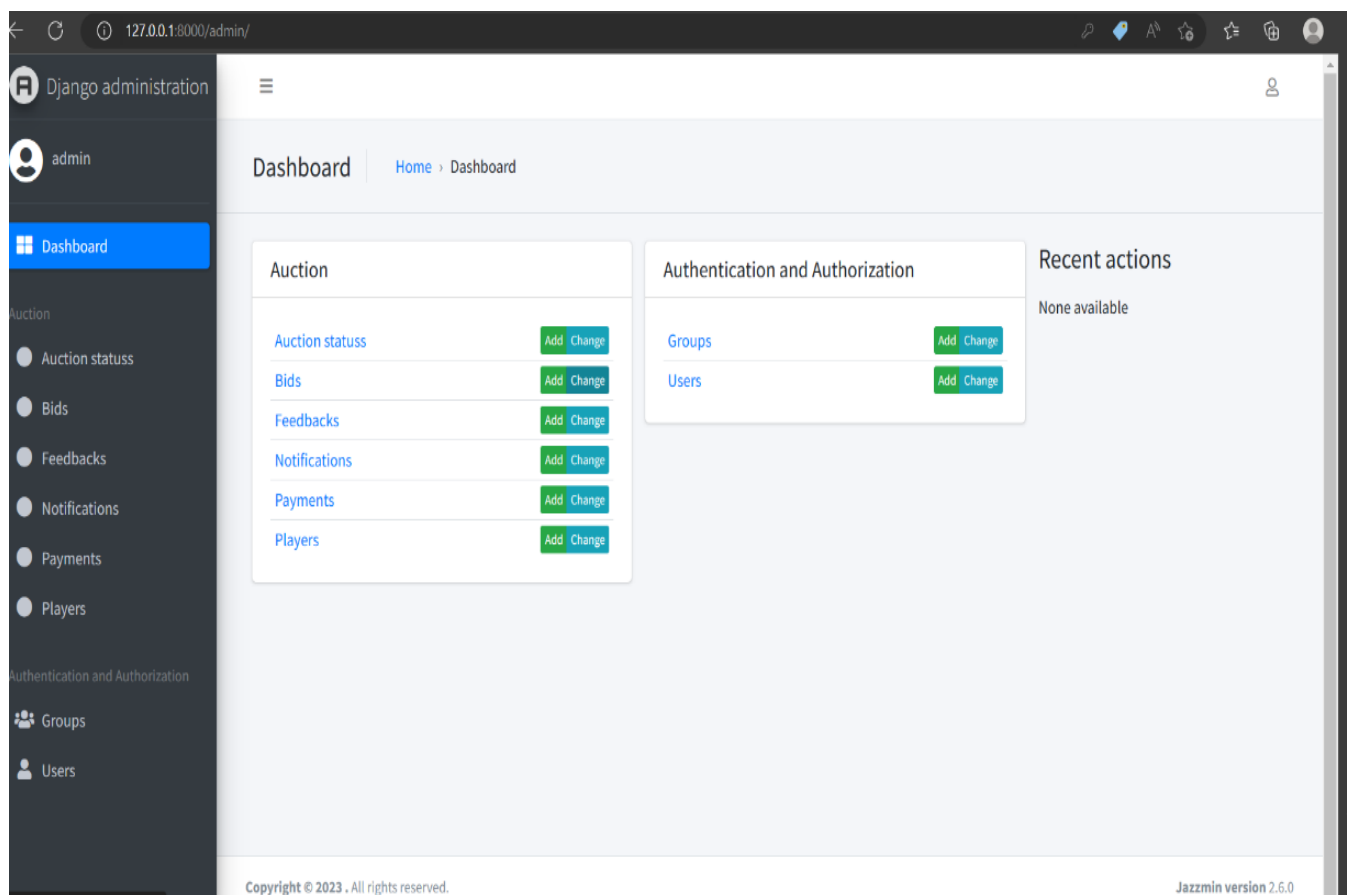 127.0.0.1:8000/admin/
Django administration
admin
Dashboard
Auction
Auction statuss
Bids
Feedbacks
Notifications
Payments
Players
Authentication and Authorization
Groups
Users
Dashboard
Home › Dashboard
Auction
Auction statuss Add Change
Bids Add Change
Feedbacks Add Change
Notifications Add Change
Payments Add Change
Players Add Change
Authentication and Authorization
Groups Add Change
Users Add Change
Recent actions
None available
Copyright © 2023 . All rights reserved.
Jazzmin version 2.6.0